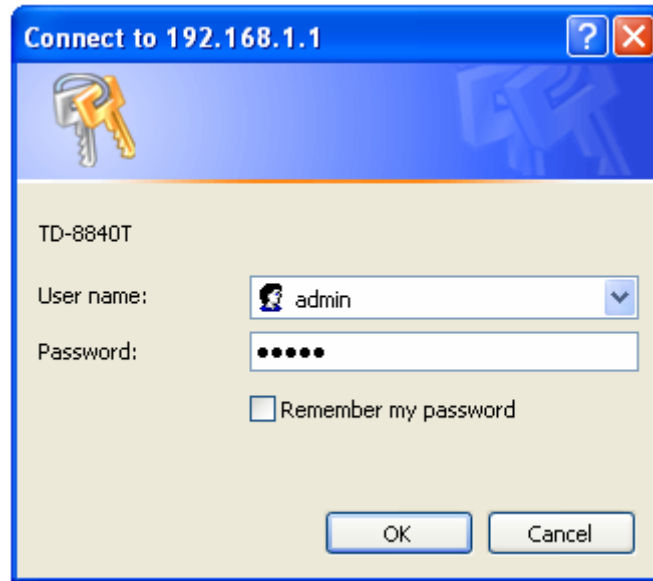 Connect to 192.168.1.1
TD-8840T
User name: admin
Password: •••••
Remember my password
OK Cancel